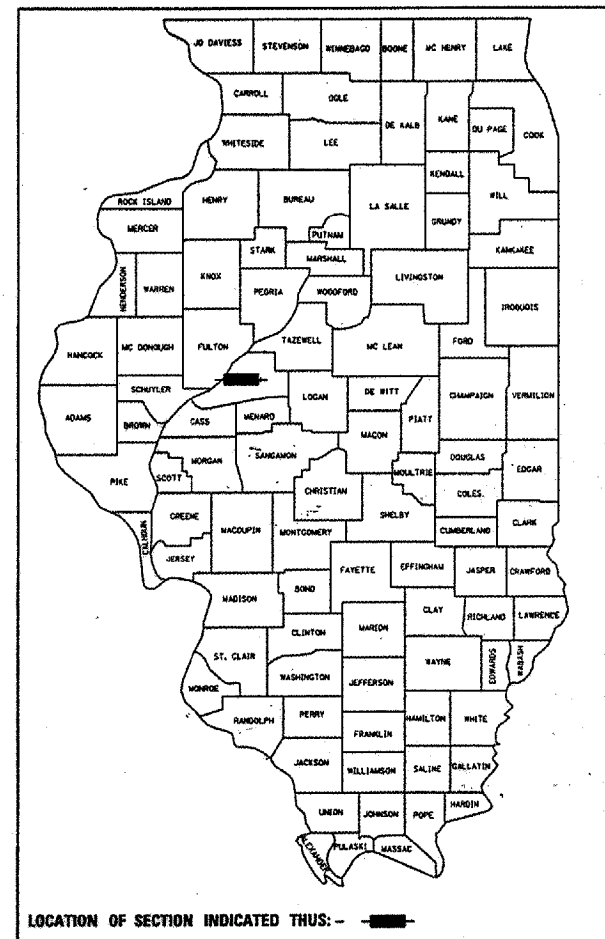 JO DAVIESS STEVENSON WINNEBAGO BOONE MC HENRY LAKE
CARROLL OGLE DE KALB KANE DU PAGE COOK
WHITESIDE LEE KENDALL WILL
ROCK ISLAND HENRY BUREAU LA SALLE GRUNDY
MERCER PUTNAM KANKAKEE
STARK MARSHALL LIVINGSTON
HENDERSON WARREN KNOX PEORIA WOODFORD IROQUOIS
HANCOCK MC DONOUGH FULTON TAZEWELL MC LEAN FORD
SCHUYLER LOGAN DE WITT CHAMPAIGN VERMILION
ADAMS BROWN CASS MENARD MACON PIATT
PIKE SCOTT MORGAN SANGAMON MOULTRIE DOUGLAS EDGAR
CHRISTIAN COLES
GREENE MACOUPIN MONTGOMERY SHELBY CUMBERLAND CLARK
CALHOUN JERSEY FAYETTE EFFINGHAM JASPER CRAWFORD
MADISON BOND CLAY RICHLAND LAWRENCE
CLINTON MARION
ST. CLAIR WAYNE EDWARDS WABASH
MONROE WASHINGTON JEFFERSON
RANDOLPH PERRY FRANKLIN HAMILTON WHITE
JACKSON WILLIAMSON SALINE GALLATIN
UNION JOHNSON POPE HARDIN
ALEXANDER PULASKI MASSAC
LOCATION OF SECTION INDICATED THUS: -